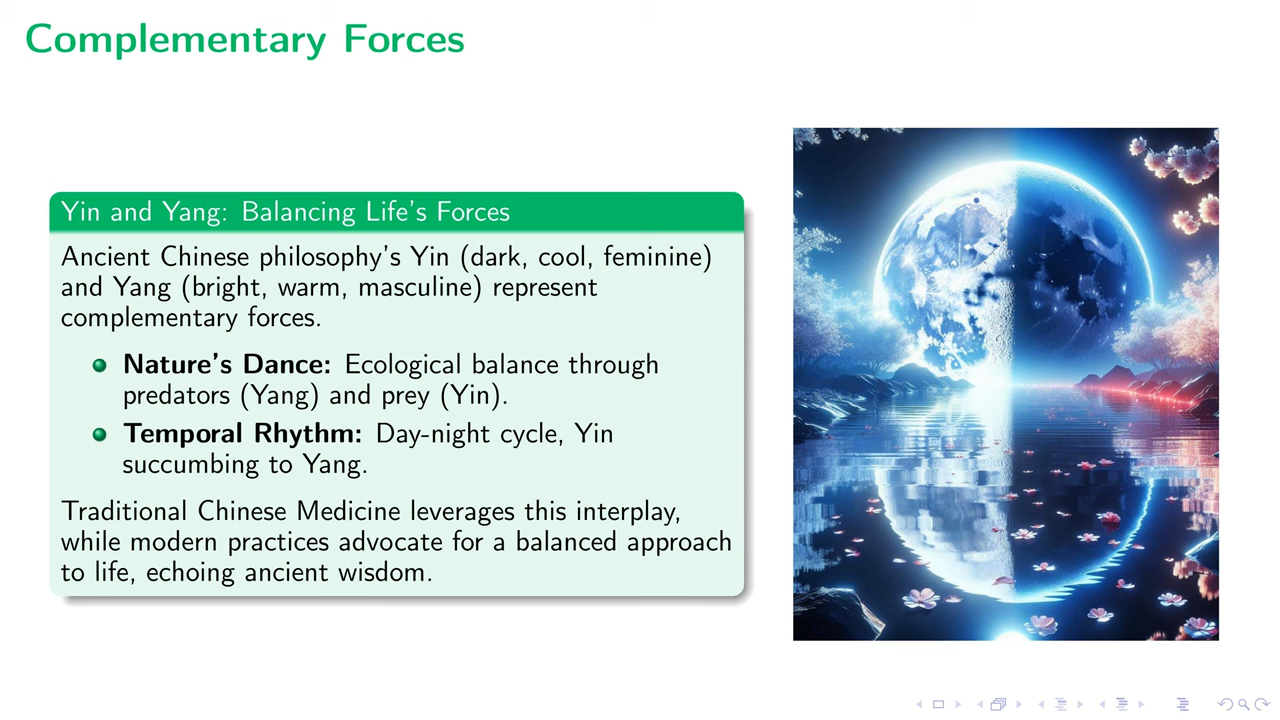 Complementary Forces
Yin and Yang: Balancing Life's Forces
Ancient Chinese philosophy's Yin (dark, cool, feminine)
and Yang (bright, warm, masculine) represent
complementary forces.
Nature's Dance: Ecological balance through
predators (Yang) and prey (Yin).
Temporal Rhythm: Day-night cycle, Yin
succumbing to Yang.
Traditional Chinese Medicine leverages this interplay,
while modern practices advocate for a balanced approach
to life, echoing ancient wisdom.